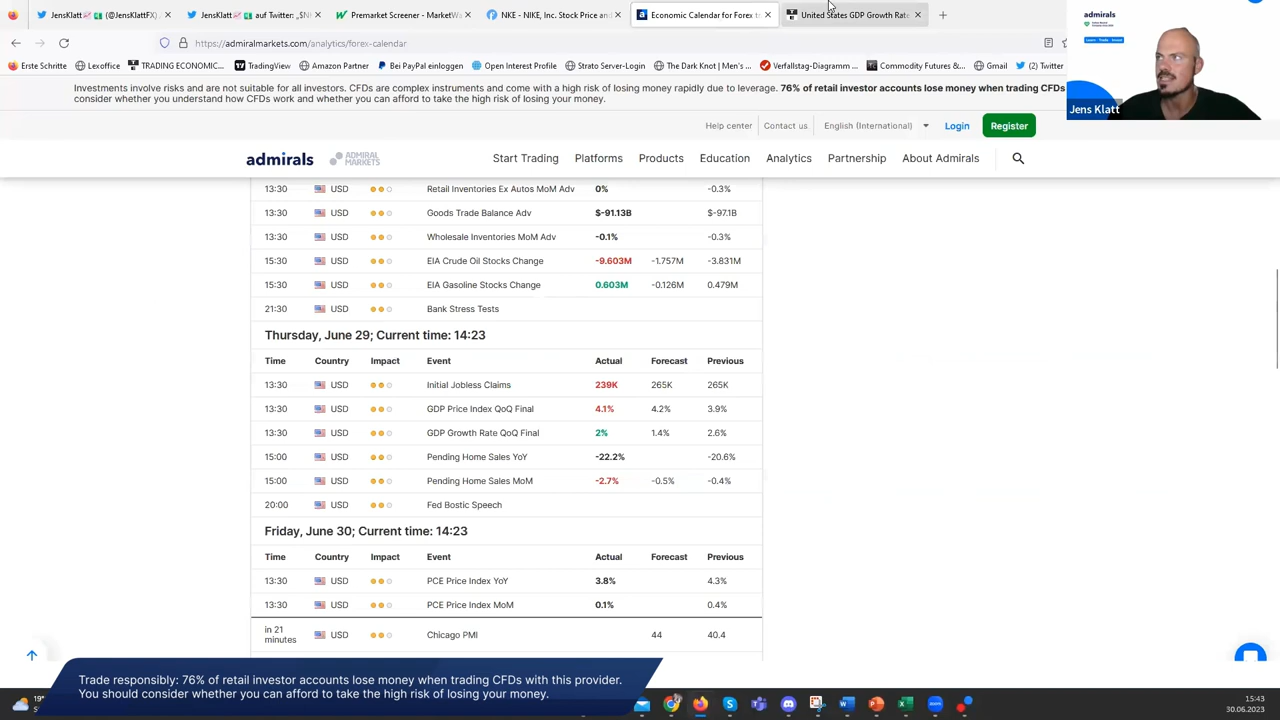 JensKlatt📈 (@JensKlattFX)
JensKlatt📈 auf Twitter „$NK
Premarket Screener - MarketWa
NKE - NIKE, Inc. Stock Price and
Economic Calendar for Forex t
United States GDP Growth Rate
https://admiralmarkets.com/analytics/forex-ca
Erste Schritte
Lexoffice
TRADING ECONOMIC...
TradingView
Amazon Partner
Bei PayPal einloggen
Open Interest Profile
Strato Server-Login
The Dark Knot | Men's ...
Verfallstag-Diagramm ...
Commodity Futures &...
Gmail
(2) Twitter
admirals
Learn Trade Invest
Jens Klatt
Investments involve risks and are not suitable for all investors. CFDs are complex instruments and come with a high risk of losing money rapidly due to leverage. 76% of retail investor accounts lose money when trading CFDs
consider whether you understand how CFDs work and whether you can afford to take the high risk of losing your money.
Help center
Contact us
English (International)
Login
Register
admirals
ADMIRAL MARKETS
Start Trading
Platforms
Products
Education
Analytics
Partnership
About Admirals
13:30 USD Retail Inventories Ex Autos MoM Adv 0% -0.3%
13:30 USD Goods Trade Balance Adv $-91.13B $-97.1B
13:30 USD Wholesale Inventories MoM Adv -0.1% -0.3%
15:30 USD EIA Crude Oil Stocks Change -9.603M -1.757M -3.831M
15:30 USD EIA Gasoline Stocks Change 0.603M -0.126M 0.479M
21:30 USD Bank Stress Tests
Thursday, June 29; Current time: 14:23
Time Country Impact Event Actual Forecast Previous
13:30 USD Initial Jobless Claims 239K 265K 265K
13:30 USD GDP Price Index QoQ Final 4.1% 4.2% 3.9%
13:30 USD GDP Growth Rate QoQ Final 2% 1.4% 2.6%
15:00 USD Pending Home Sales YoY -22.2% -20.6%
15:00 USD Pending Home Sales MoM -2.7% -0.5% -0.4%
20:00 USD Fed Bostic Speech
Friday, June 30; Current time: 14:23
Time Country Impact Event Actual Forecast Previous
13:30 USD PCE Price Index YoY 3.8% 4.3%
13:30 USD PCE Price Index MoM 0.1% 0.4%
in 21
minutes USD Chicago PMI 44 40.4
Trade responsibly: 76% of retail investor accounts lose money when trading CFDs with this provider.
You should consider whether you can afford to take the high risk of losing your money.
19°
15:43
30.06.2023